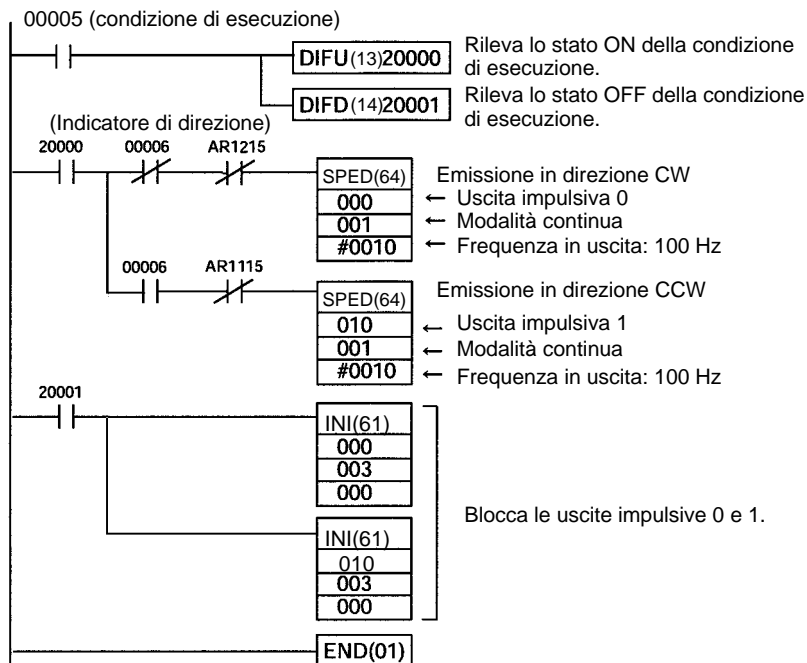 00005 (condizione di esecuzione)
DIFU(13)20000
Rileva lo stato ON della condizione
di esecuzione.
DIFD(14)20001
Rileva lo stato OFF della condizione
di esecuzione.
(Indicatore di direzione)
20000 00006 AR1215
SPED(64)
Emissione in direzione CW
000
← Uscita impulsiva 0
001
← Modalità continua
#0010
← Frequenza in uscita: 100 Hz
00006 AR1115
SPED(64)
Emissione in direzione CCW
010
← Uscita impulsiva 1
001
← Modalità continua
#0010
← Frequenza in uscita: 100 Hz
20001
INI(61)
000
003
000
Blocca le uscite impulsive 0 e 1.
INI(61)
010
003
000
END(01)